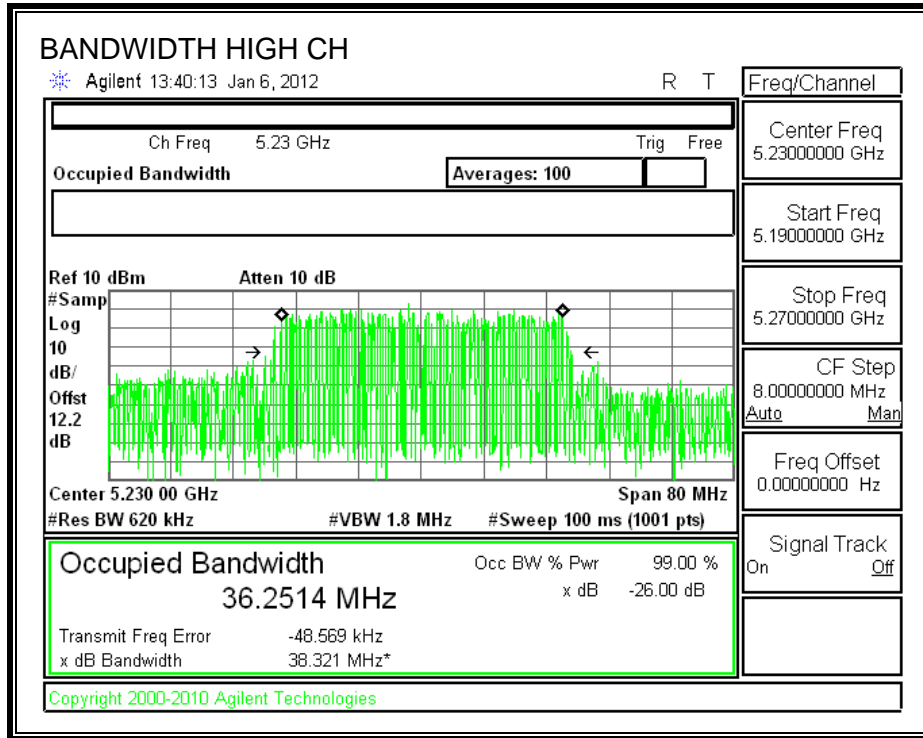 BANDWIDTH HIGH CH
Agilent 13:40:13 Jan 6, 2012 R T
Freq/Channel
Ch Freq 5.23 GHz Trig Free
Occupied Bandwidth Averages: 100
Center Freq
5.23000000 GHz
Start Freq
5.19000000 GHz
Stop Freq
5.27000000 GHz
CF Step
8.00000000 MHz
Auto Man
Freq Offset
0.00000000 Hz
Signal Track
On Off
Ref 10 dBm Atten 10 dB
#Samp
Log
10
dB/
Offst
12.2
dB
Center 5.230 00 GHz Span 80 MHz
#Res BW 620 kHz #VBW 1.8 MHz #Sweep 100 ms (1001 pts)
Occupied Bandwidth Occ BW % Pwr 99.00 %
36.2514 MHz x dB -26.00 dB
Transmit Freq Error -48.569 kHz
x dB Bandwidth 38.321 MHz*
Copyright 2000-2010 Agilent Technologies